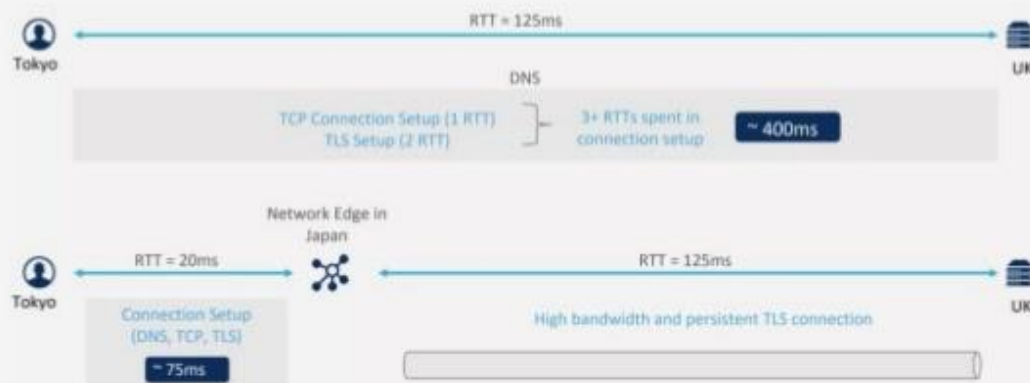 RTT = 125ms
Tokyo
UK
DNS
TCP Connection Setup (1 RTT)
TLS Setup (2 RTT)
3+ RTTs spent in
connection setup
~ 400ms
Network Edge in
Japan
RTT = 20ms
RTT = 125ms
Tokyo
UK
Connection Setup
(DNS, TCP, TLS)
~ 75ms
High bandwidth and persistent TLS connection